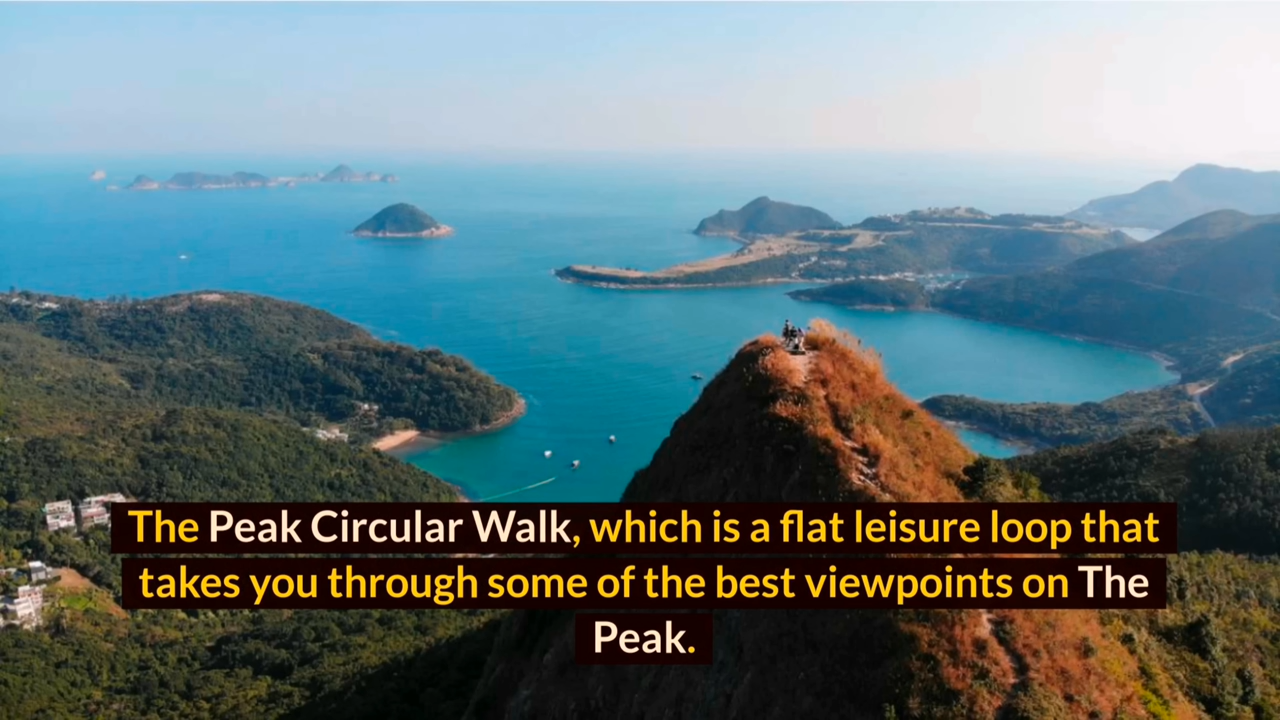 The Peak Circular Walk, which is a flat leisure loop that
takes you through some of the best viewpoints on The
Peak.